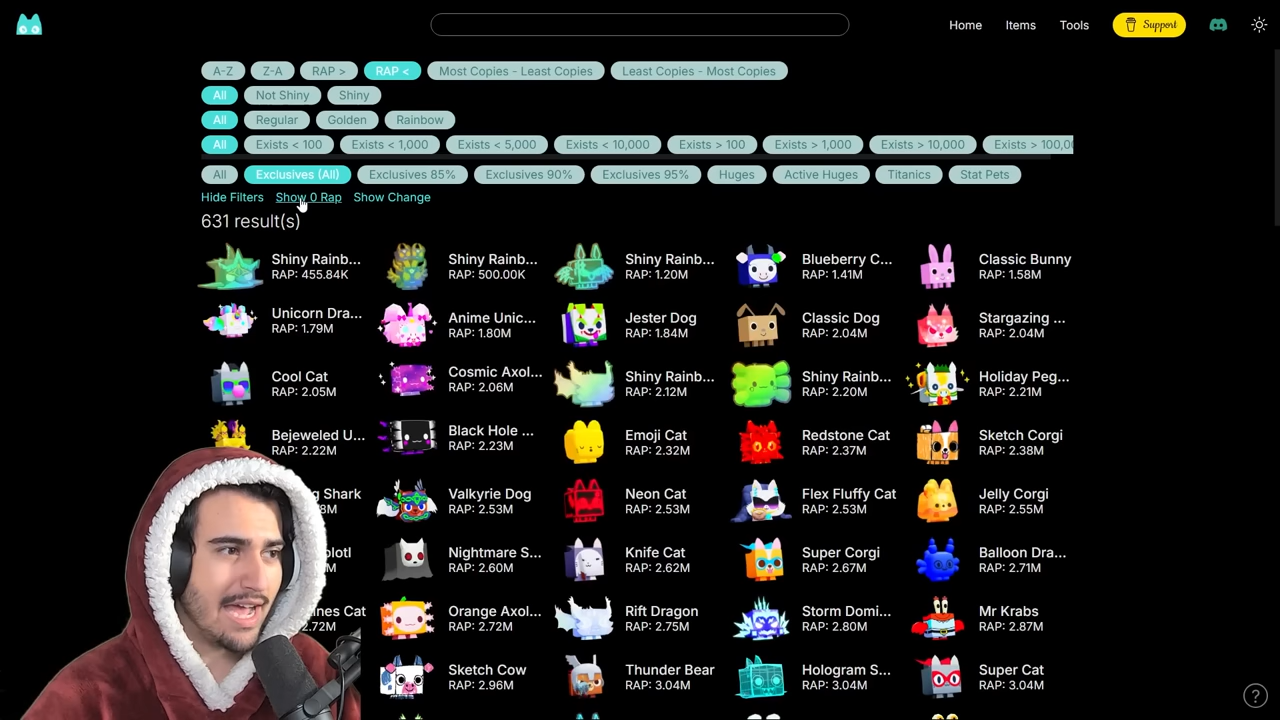 Home Items Tools Support
A-Z Z-A RAP > RAP < Most Copies - Least Copies Least Copies - Most Copies
All Not Shiny Shiny
All Regular Golden Rainbow
All Exists < 100 Exists < 1,000 Exists < 5,000 Exists < 10,000 Exists > 100 Exists > 1,000 Exists > 10,000 Exists > 100,0
All Exclusives (All) Exclusives 85% Exclusives 90% Exclusives 95% Huges Active Huges Titanics Stat Pets
Hide Filters Show 0 Rap Show Change
631 result(s)
Shiny Rainb... Shiny Rainb... Shiny Rainb... Blueberry C... Classic Bunny
RAP: 455.84K RAP: 500.00K RAP: 1.20M RAP: 1.41M RAP: 1.58M
Unicorn Dra... Anime Unic... Jester Dog Classic Dog Stargazing ...
RAP: 1.79M RAP: 1.80M RAP: 1.84M RAP: 2.04M RAP: 2.04M
Cool Cat Cosmic Axol... Shiny Rainb... Shiny Rainb... Holiday Peg...
RAP: 2.05M RAP: 2.06M RAP: 2.12M RAP: 2.20M RAP: 2.21M
Bejeweled U... Black Hole ... Emoji Cat Redstone Cat Sketch Corgi
RAP: 2.22M RAP: 2.23M RAP: 2.32M RAP: 2.37M RAP: 2.38M
Shark Valkyrie Dog Neon Cat Flex Fluffy Cat Jelly Corgi
RAP: 2.53M RAP: 2.53M RAP: 2.53M RAP: 2.55M
Nightmare S... Knife Cat Super Corgi Balloon Dra...
RAP: 2.60M RAP: 2.62M RAP: 2.67M RAP: 2.71M
Cat Orange Axol... Rift Dragon Storm Domi... Mr Krabs
2.72M RAP: 2.72M RAP: 2.75M RAP: 2.80M RAP: 2.87M
Sketch Cow Thunder Bear Hologram S... Super Cat
RAP: 2.96M RAP: 3.04M RAP: 3.04M RAP: 3.04M